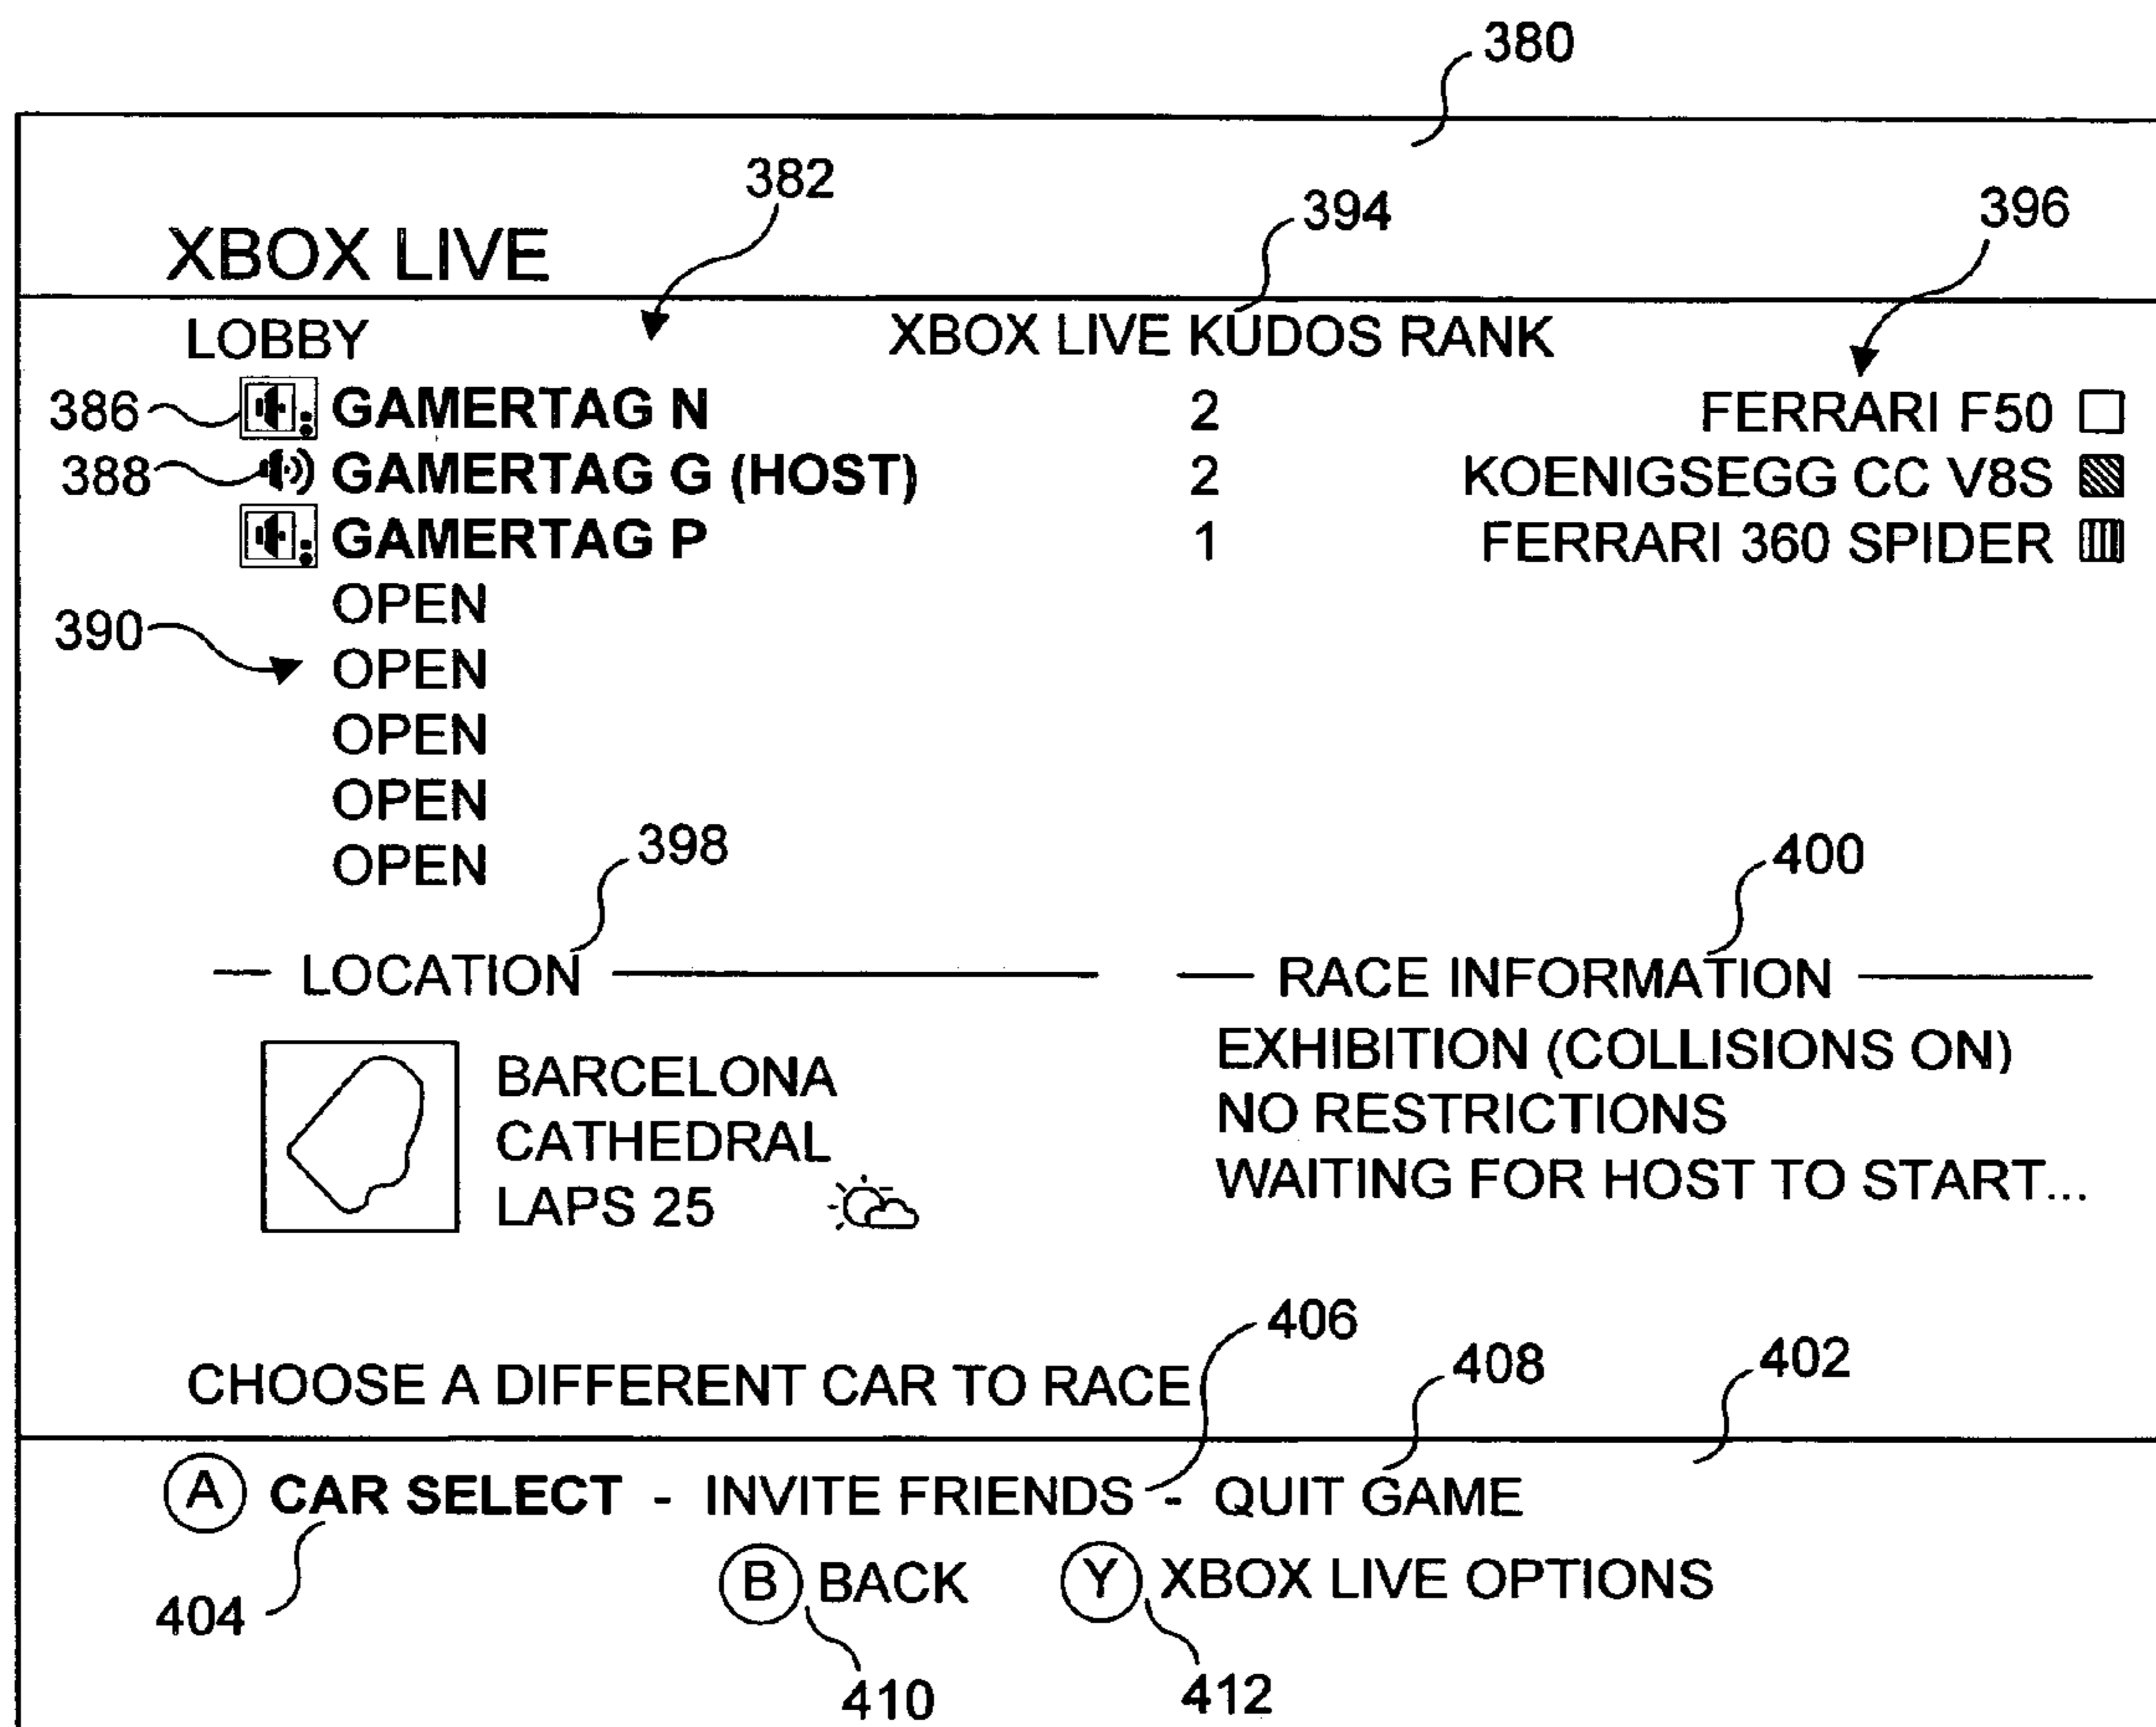 380
382
394
396
XBOX LIVE
LOBBY XBOX LIVE KUDOS RANK
386 GAMERTAG N 2 FERRARI F50
388 GAMERTAG G (HOST) 2 KOENIGSEGG CC V8S
GAMERTAG P 1 FERRARI 360 SPIDER
OPEN
390 OPEN
OPEN
OPEN
OPEN
398
400
LOCATION RACE INFORMATION
BARCELONA EXHIBITION (COLLISIONS ON)
CATHEDRAL NO RESTRICTIONS
LAPS 25 WAITING FOR HOST TO START...
406
408
402
CHOOSE A DIFFERENT CAR TO RACE
A CAR SELECT - INVITE FRIENDS - QUIT GAME
B BACK Y XBOX LIVE OPTIONS
404
410
412